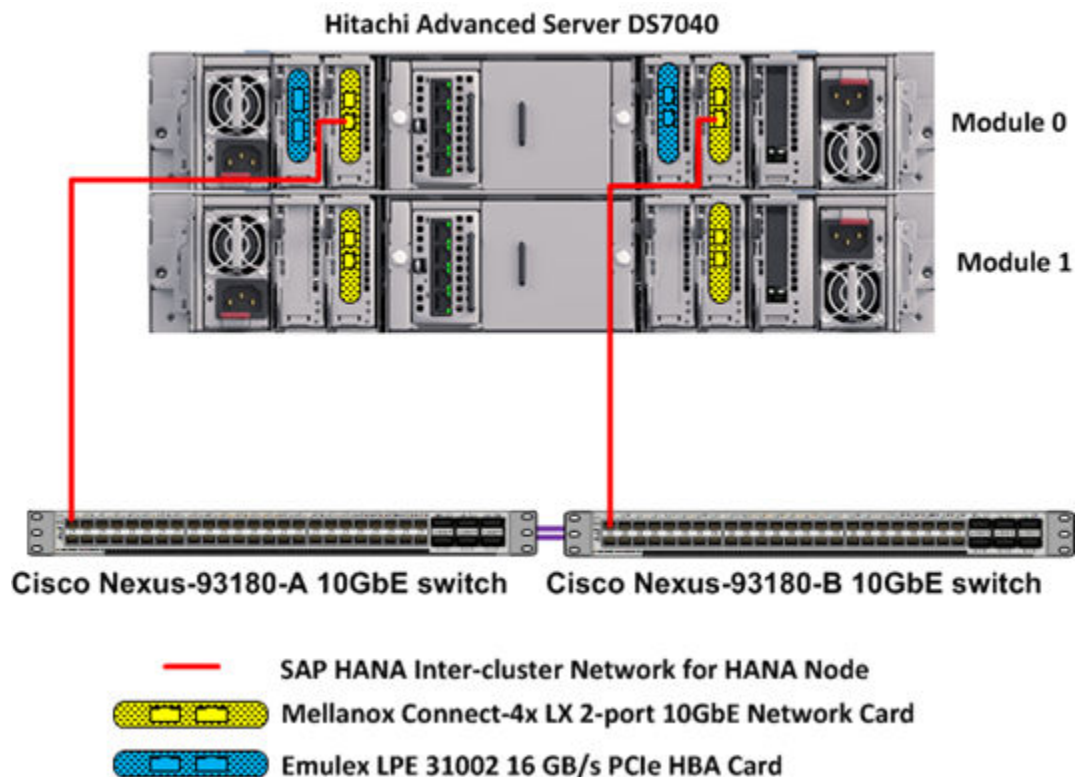 Hitachi Advanced Server DS7040
Module 0
Module 1
Cisco Nexus-93180-A 10GbE switch
Cisco Nexus-93180-B 10GbE switch
SAP HANA Inter-cluster Network for HANA Node
Mellanox Connect-4x LX 2-port 10GbE Network Card
Emulex LPE 31002 16 GB/s PCIe HBA Card